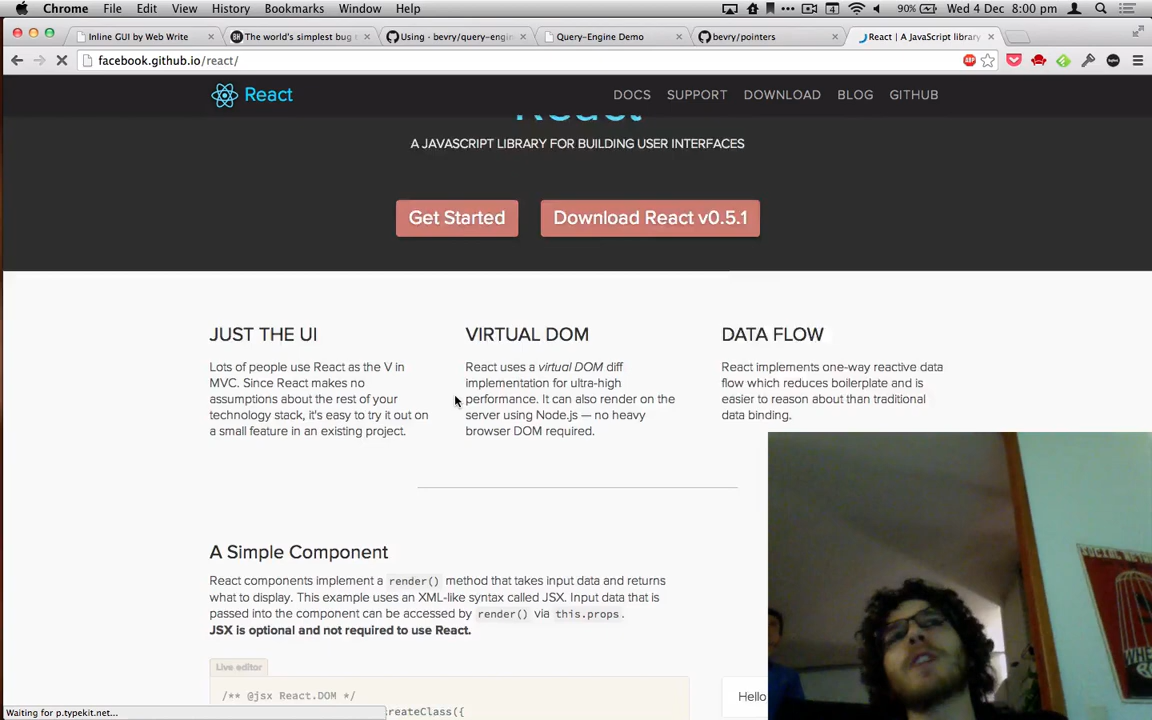 Chrome File Edit View History Bookmarks Window Help
4 90% Wed 4 Dec 8:00 pm
Inline GUI by Web Write
The world's simplest bug t
Using - bevry/query-engin
Query-Engine Demo
bevry/pointers
React | A JavaScript library
facebook.github.io/react/
ABP
React
DOCS SUPPORT DOWNLOAD BLOG GITHUB
React
A JAVASCRIPT LIBRARY FOR BUILDING USER INTERFACES
Get Started
Download React v0.5.1
JUST THE UI
Lots of people use React as the V in
MVC. Since React makes no
assumptions about the rest of your
technology stack, it's easy to try it out on
a small feature in an existing project.
VIRTUAL DOM
React uses a virtual DOM diff
implementation for ultra-high
performance. It can also render on the
server using Node.js — no heavy
browser DOM required.
DATA FLOW
React implements one-way reactive data
flow which reduces boilerplate and is
easier to reason about than traditional
data binding.
A Simple Component
React components implement a render() method that takes input data and returns
what to display. This example uses an XML-like syntax called JSX. Input data that is
passed into the component can be accessed by render() via this.props.
JSX is optional and not required to use React.
Live editor
/** @jsx React.DOM */
createClass({
Hello
Waiting for p.typekit.net...